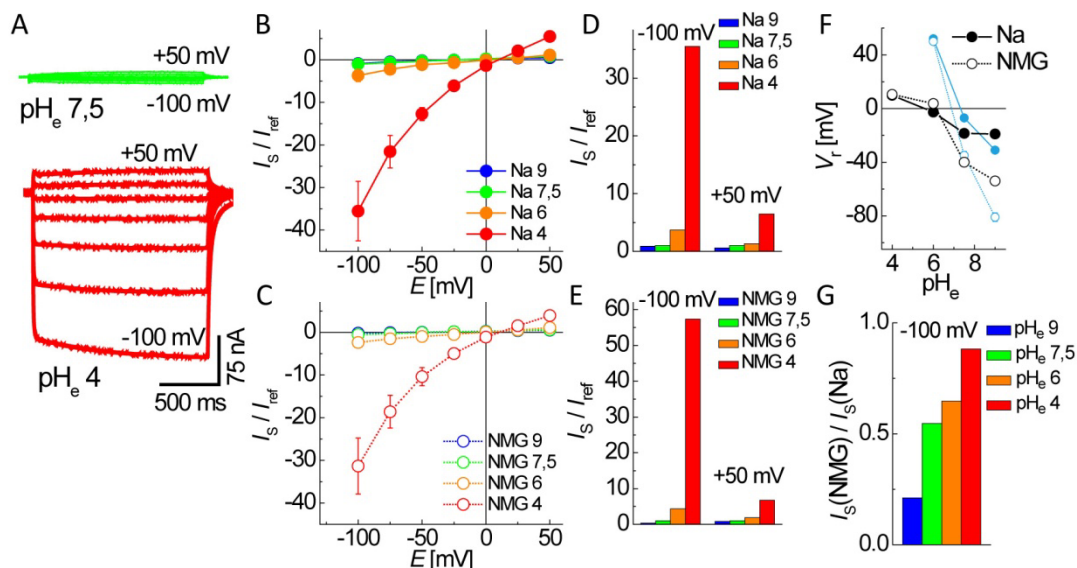 A
+50 mV
pHe 7,5
-100 mV
+50 mV
-100 mV
pHe 4
75 nA
500 ms
B
0
-10
-20
-30
-40
IS / Iref
Na 9
Na 7,5
Na 6
Na 4
-100 -50 0 50
E [mV]
C
0
-10
-20
-30
-40
IS / Iref
NMG 9
NMG 7,5
NMG 6
NMG 4
-100 -50 0 50
E [mV]
D
-100 mV
Na 9
Na 7,5
Na 6
Na 4
30
20
10
0
IS / Iref
+50 mV
E
-100 mV
NMG 9
NMG 7,5
NMG 6
NMG 4
60
50
40
30
20
10
0
IS / Iref
+50 mV
F
Na
NMG
40
0
-40
-80
Vr [mV]
4 6 8
pHe
G
-100 mV
pHe 9
pHe 7,5
pHe 6
pHe 4
1.0
0.5
0.0
IS(NMG) / IS(Na)